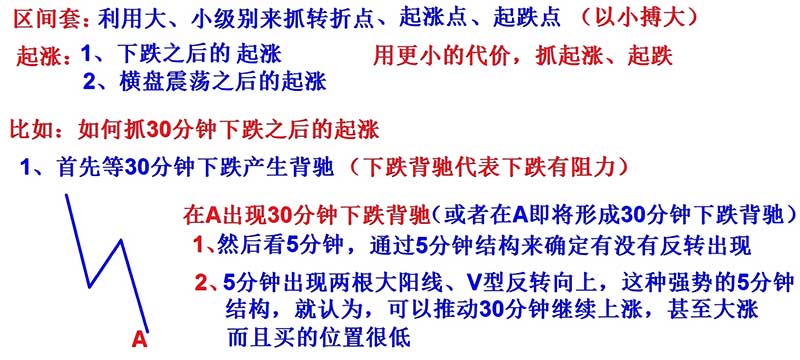 区间套：利用大、小级别来抓转折点、起涨点、起跌点（以小搏大）
起涨：1、下跌之后的 起涨 用更小的代价，抓起涨、起跌
2、横盘震荡之后的起涨
比如：如何抓30分钟下跌之后的起涨
1、首先等30分钟下跌产生背驰（下跌背驰代表下跌有阻力）
在A出现30分钟下跌背驰（或者在A即将形成30分钟下跌背驰）
1、然后看5分钟，通过5分钟结构来确定有没有反转出现
2、5分钟出现两根大阳线、V型反转向上，这种强势的5分钟
结构，就认为，可以推动30分钟继续上涨，甚至大涨
而且买的位置很低
A